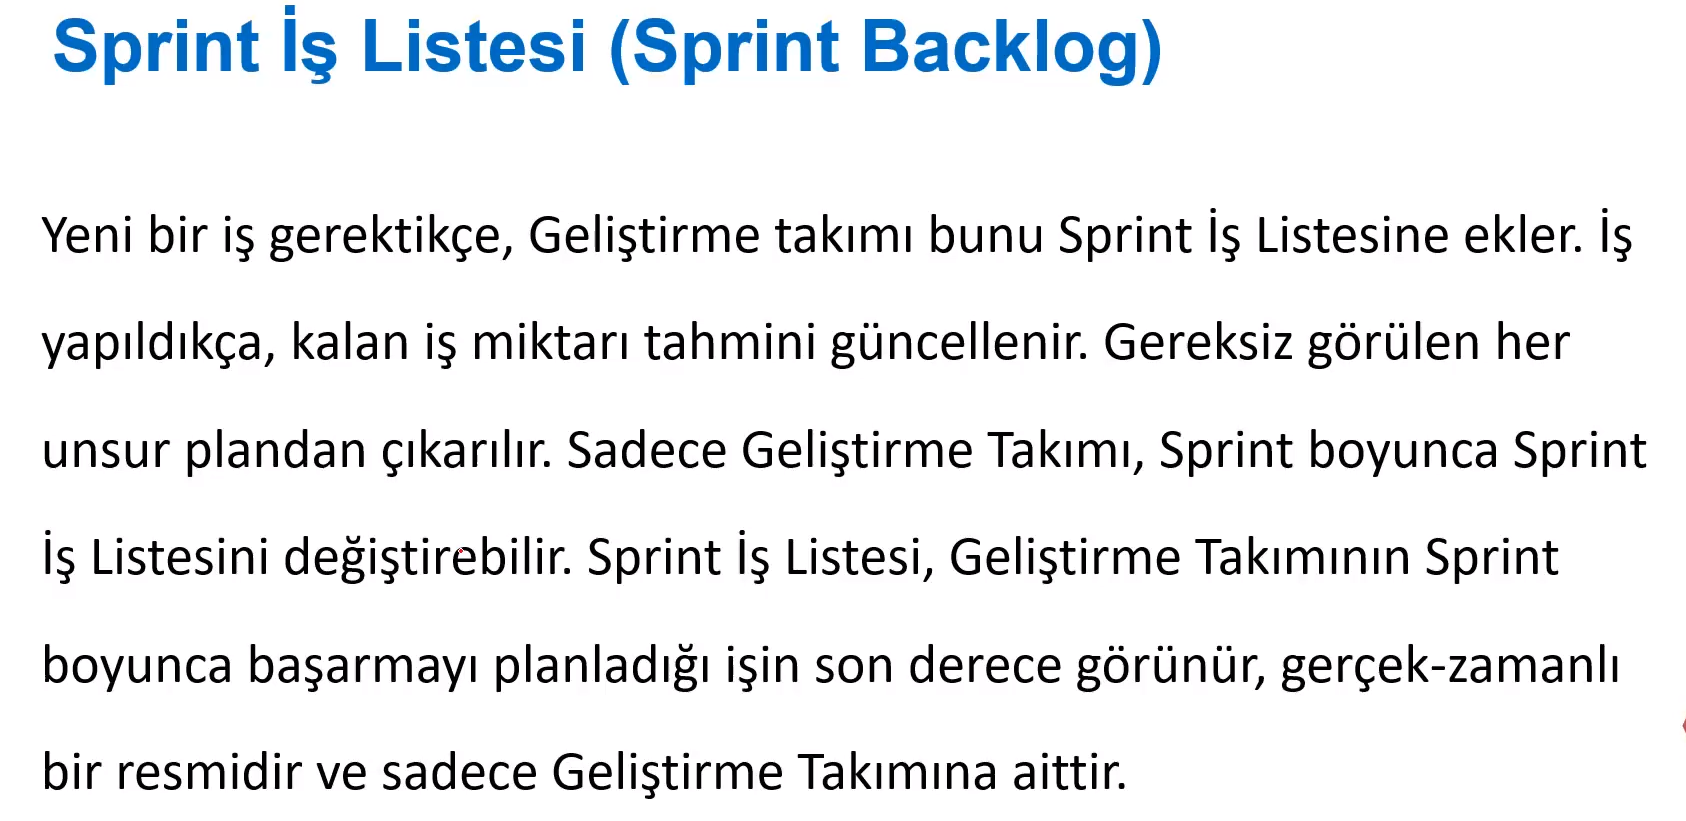 Sprint İş Listesi (Sprint Backlog)
Yeni bir iş gerektikçe, Geliştirme takımı bunu Sprint İş Listesine ekler. İş
yapıldıkça, kalan iş miktarı tahmini güncellenir. Gereksiz görülen her
unsur plandan çıkarılır. Sadece Geliştirme Takımı, Sprint boyunca Sprint
İş Listesini değiştirebilir. Sprint İş Listesi, Geliştirme Takımının Sprint
boyunca başarmayı planladığı işin son derece görünür, gerçek-zamanlı
bir resmidir ve sadece Geliştirme Takımına aittir.